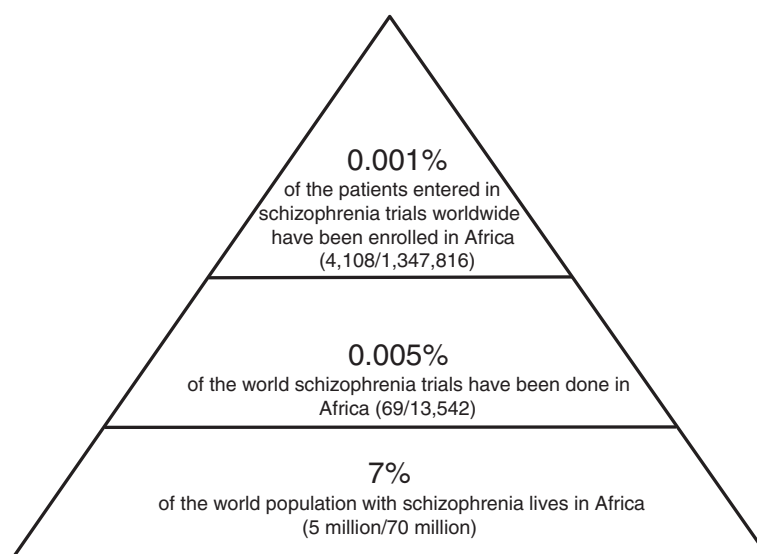 0.001%
of the patients entered in
schizophrenia trials worldwide
have been enrolled in Africa
(4,108/1,347,816)
0.005%
of the world schizophrenia trials have been done in
Africa (69/13,542)
7%
of the world population with schizophrenia lives in Africa
(5 million/70 million)